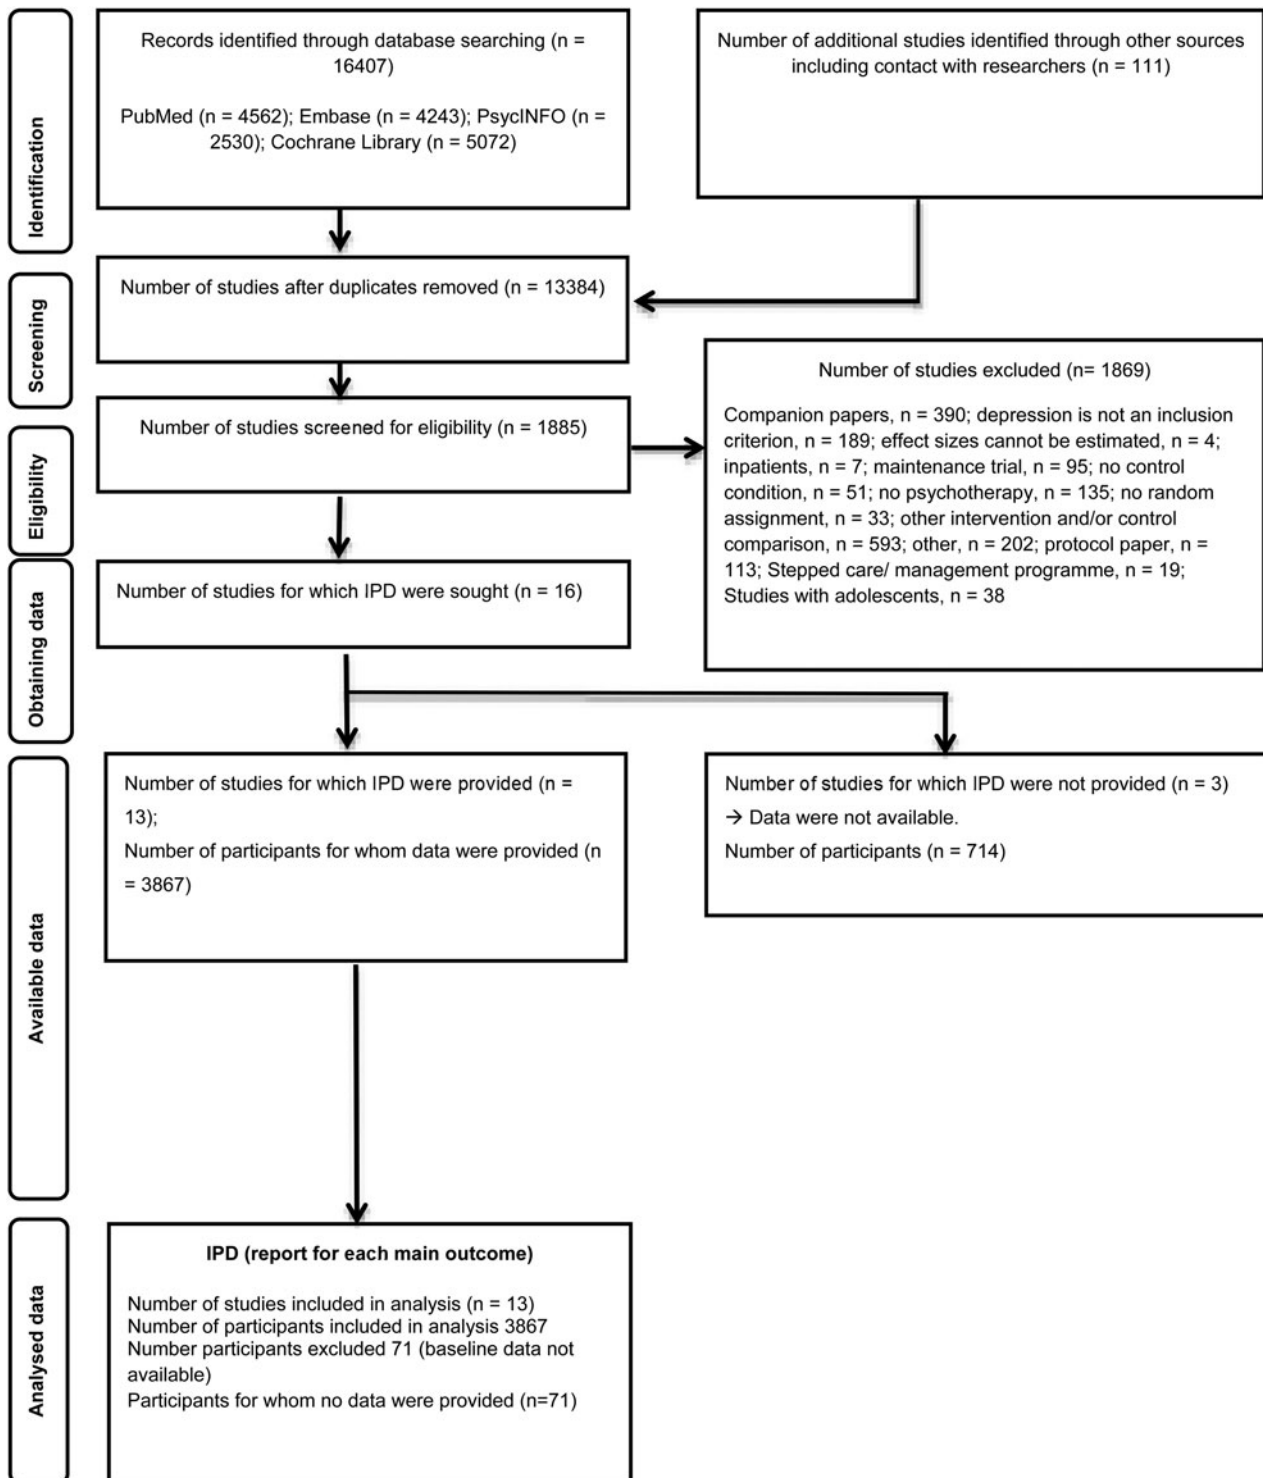 Identification
Records identified through database searching (n =
16407)
PubMed (n = 4562); Embase (n = 4243); PsycINFO (n =
2530); Cochrane Library (n = 5072)
Number of additional studies identified through other sources
including contact with researchers (n = 111)
Screening
Number of studies after duplicates removed (n = 13384)
Eligibility
Number of studies screened for eligibility (n = 1885)
Number of studies excluded (n= 1869)
Companion papers, n = 390; depression is not an inclusion
criterion, n = 189; effect sizes cannot be estimated, n = 4;
inpatients, n = 7; maintenance trial, n = 95; no control
condition, n = 51; no psychotherapy, n = 135; no random
assignment, n = 33; other intervention and/or control
comparison, n = 593; other, n = 202; protocol paper, n =
113; Stepped care/ management programme, n = 19;
Studies with adolescents, n = 38
Obtaining data
Number of studies for which IPD were sought (n = 16)
Available data
Number of studies for which IPD were provided (n =
13);
Number of participants for whom data were provided (n
= 3867)
Number of studies for which IPD were not provided (n = 3)
→ Data were not available.
Number of participants (n = 714)
Analysed data
IPD (report for each main outcome)
Number of studies included in analysis (n = 13)
Number of participants included in analysis 3867
Number participants excluded 71 (baseline data not
available)
Participants for whom no data were provided (n=71)